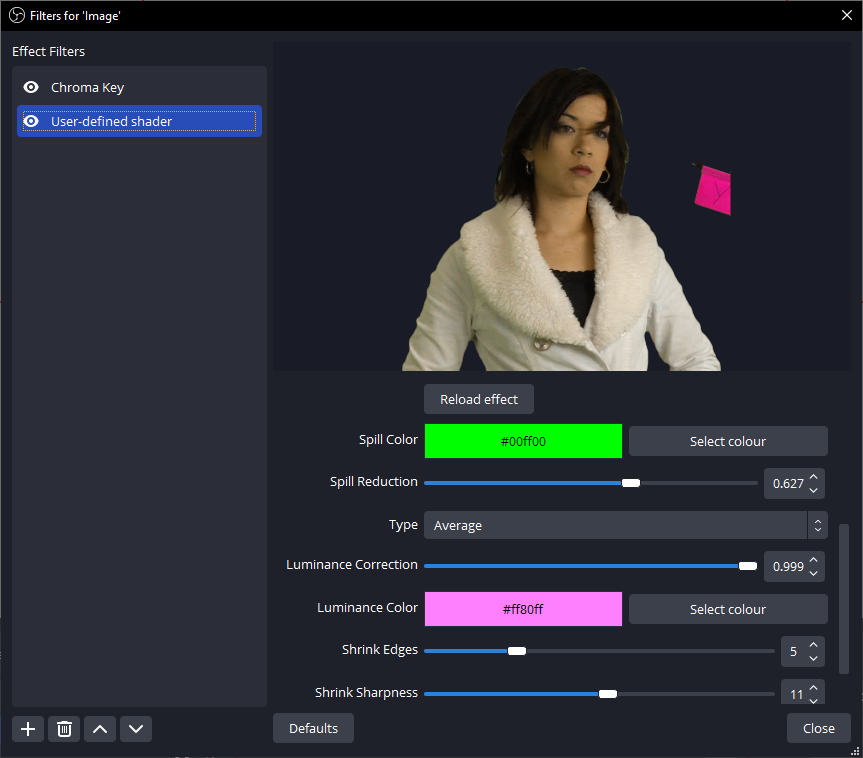 Filters for 'Image'
Effect Filters
Chroma Key
User-defined shader
Reload effect
Spill Color #00ff00 Select colour
Spill Reduction 0.627
Type Average
Luminance Correction 0.999
Luminance Color #ff80ff Select colour
Shrink Edges 5
Shrink Sharpness 11
Defaults Close